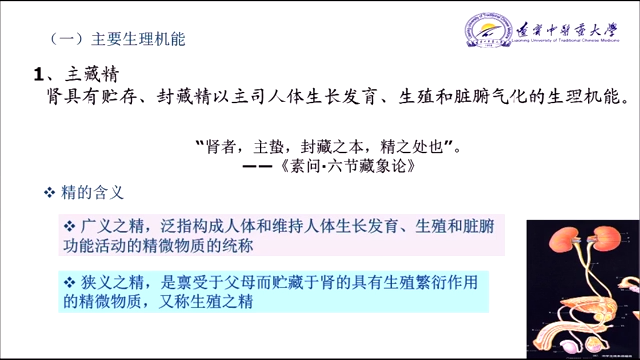 （一）主要生理机能
辽宁中医药大学
Liaoning University of Traditional Chinese Medicine
1、主藏精
肾具有贮存、封藏精以主司人体生长发育、生殖和脏腑气化的生理机能。
“肾者，主蛰，封藏之本，精之处也”。
——《素问·六节藏象论》
❖ 精的含义
❖ 广义之精，泛指构成人体和维持人体生长发育、生殖和脏腑
功能活动的精微物质的统称
❖ 狭义之精，是禀受于父母而贮藏于肾的具有生殖繁衍作用
的精微物质，又称生殖之精